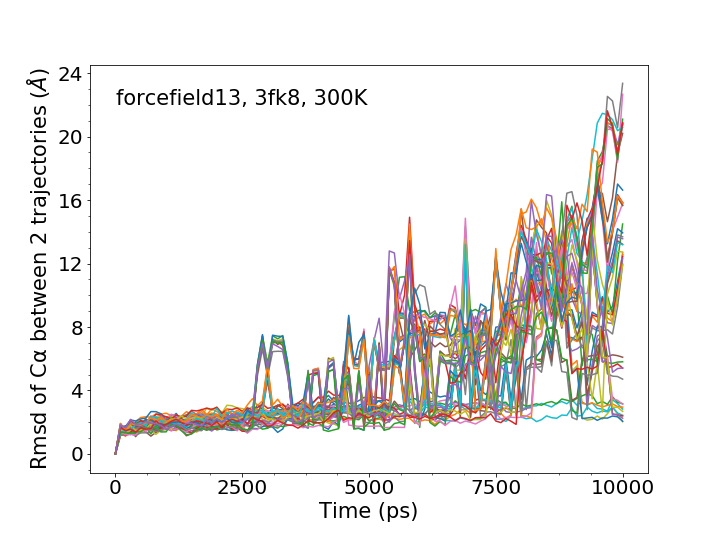 forcefield13, 3fk8, 300K
Rmsd of Cα between 2 trajectories (Å)
24
20
16
12
8
4
0
0 2500 5000 7500 10000
Time (ps)